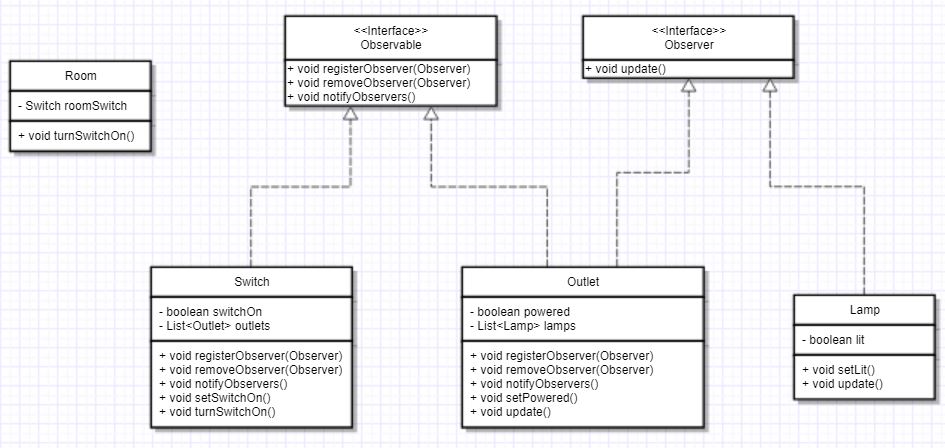 Room
- Switch roomSwitch
+ void turnSwitchOn()
<<Interface>>
Observable
+ void registerObserver(Observer)
+ void removeObserver(Observer)
+ void notifyObservers()
<<Interface>>
Observer
+ void update()
Switch
- boolean switchOn
- List<Outlet> outlets
+ void registerObserver(Observer)
+ void removeObserver(Observer)
+ void notifyObservers()
+ void setSwitchOn()
+ void turnSwitchOn()
Outlet
- boolean powered
- List<Lamp> lamps
+ void registerObserver(Observer)
+ void removeObserver(Observer)
+ void notifyObservers()
+ void setPowered()
+ void update()
Lamp
- boolean lit
+ void setLit()
+ void update()